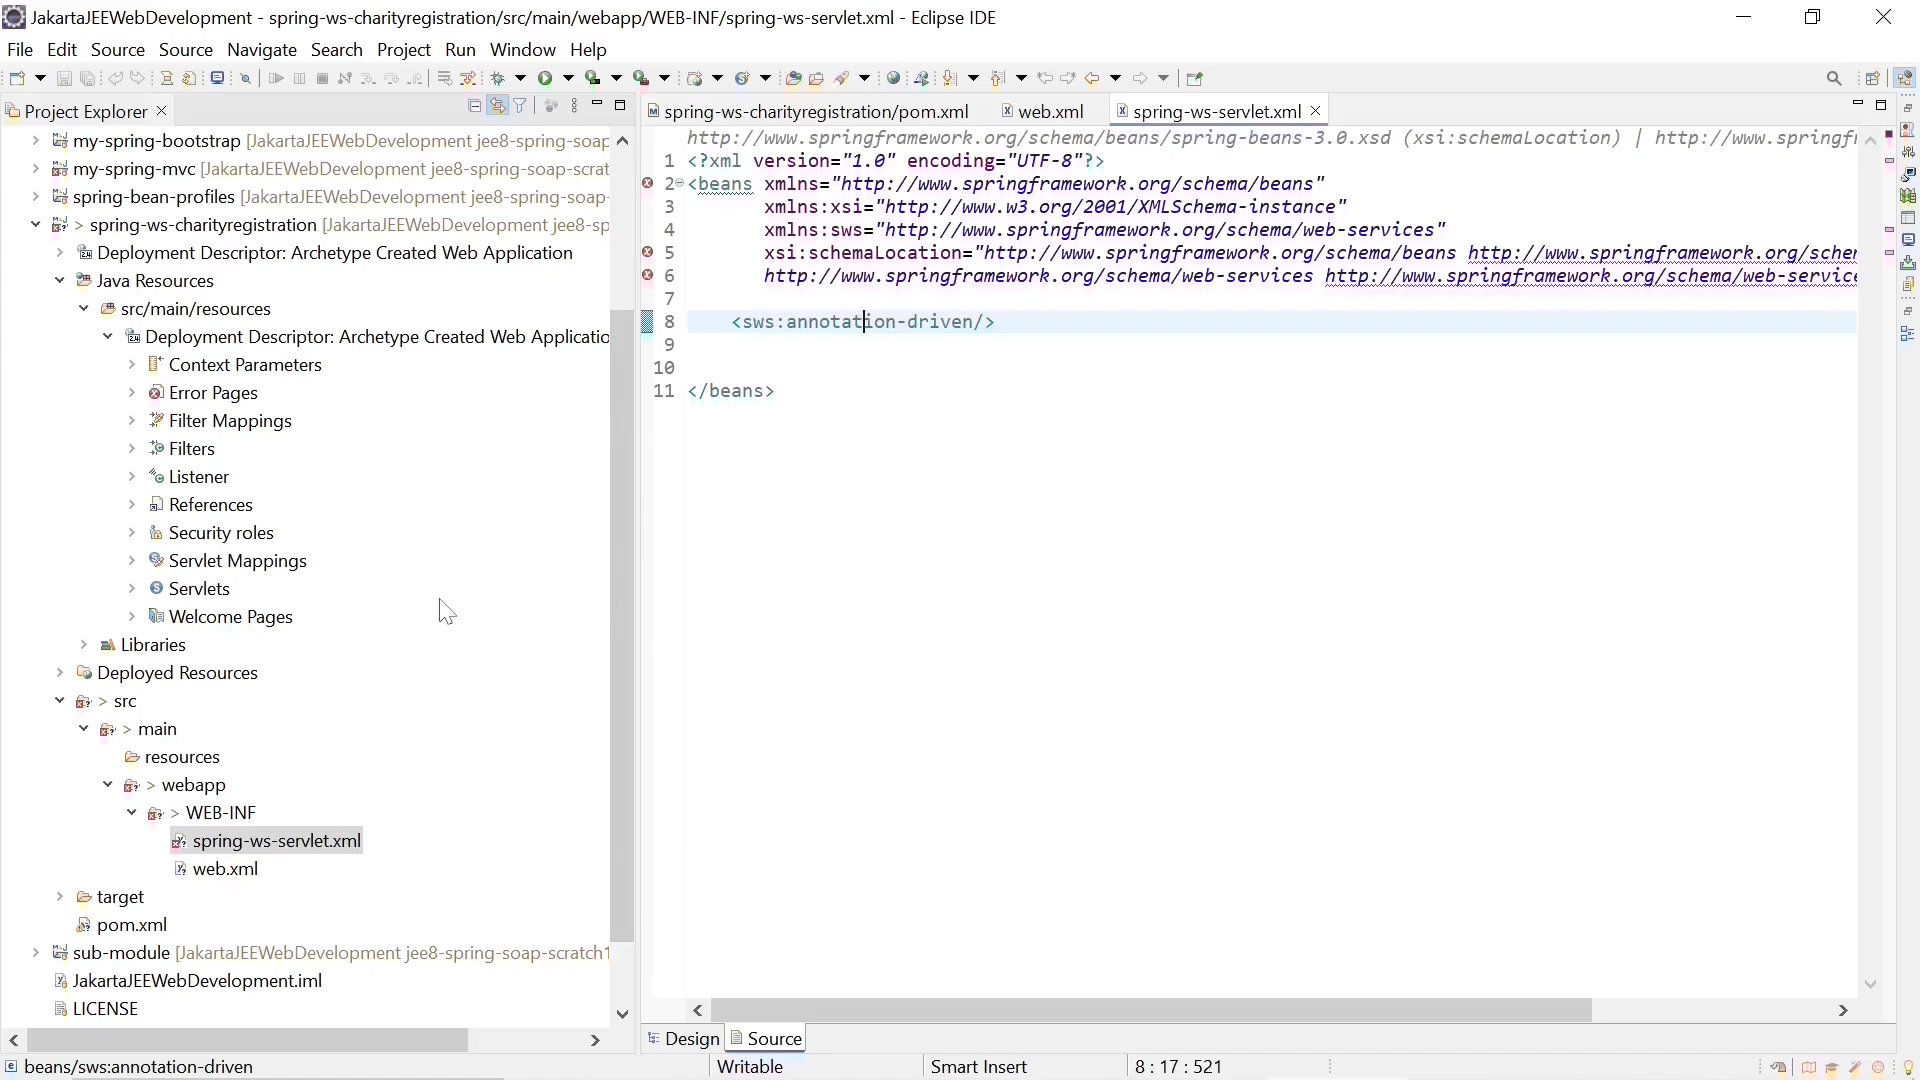 JakartaJEEWebDevelopment - spring-ws-charityregistration/src/main/webapp/WEB-INF/spring-ws-servlet.xml - Eclipse IDE
File Edit Source Source Navigate Search Project Run Window Help
Project Explorer
my-spring-bootstrap [JakartaJEEWebDevelopment jee8-spring-soap
my-spring-mvc [JakartaJEEWebDevelopment jee8-spring-soap-scrat
spring-bean-profiles [JakartaJEEWebDevelopment jee8-spring-soap-
> spring-ws-charityregistration [JakartaJEEWebDevelopment jee8-sp
Deployment Descriptor: Archetype Created Web Application
Java Resources
src/main/resources
Deployment Descriptor: Archetype Created Web Applicatio
Context Parameters
Error Pages
Filter Mappings
Filters
Listener
References
Security roles
Servlet Mappings
Servlets
Welcome Pages
Libraries
Deployed Resources
> src
> main
resources
> webapp
> WEB-INF
spring-ws-servlet.xml
web.xml
target
pom.xml
sub-module [JakartaJEEWebDevelopment jee8-spring-soap-scratch1
JakartaJEEWebDevelopment.iml
LICENSE
spring-ws-charityregistration/pom.xml web.xml spring-ws-servlet.xml
http://www.springframework.org/schema/beans/spring-beans-3.0.xsd (xsi:schemaLocation) | http://www.springf
1 <?xml version="1.0" encoding="UTF-8"?>
2 <beans xmlns="http://www.springframework.org/schema/beans"
3 xmlns:xsi="http://www.w3.org/2001/XMLSchema-instance"
4 xmlns:sws="http://www.springframework.org/schema/web-services"
5 xsi:schemaLocation="http://www.springframework.org/schema/beans http://www.springframework.org/schem
6 http://www.springframework.org/schema/web-services http://www.springframework.org/schema/web-service
7
8 <sws:annotation-driven/>
9
10
11 </beans>
Design Source
beans/sws:annotation-driven Writable Smart Insert 8 : 17 : 521